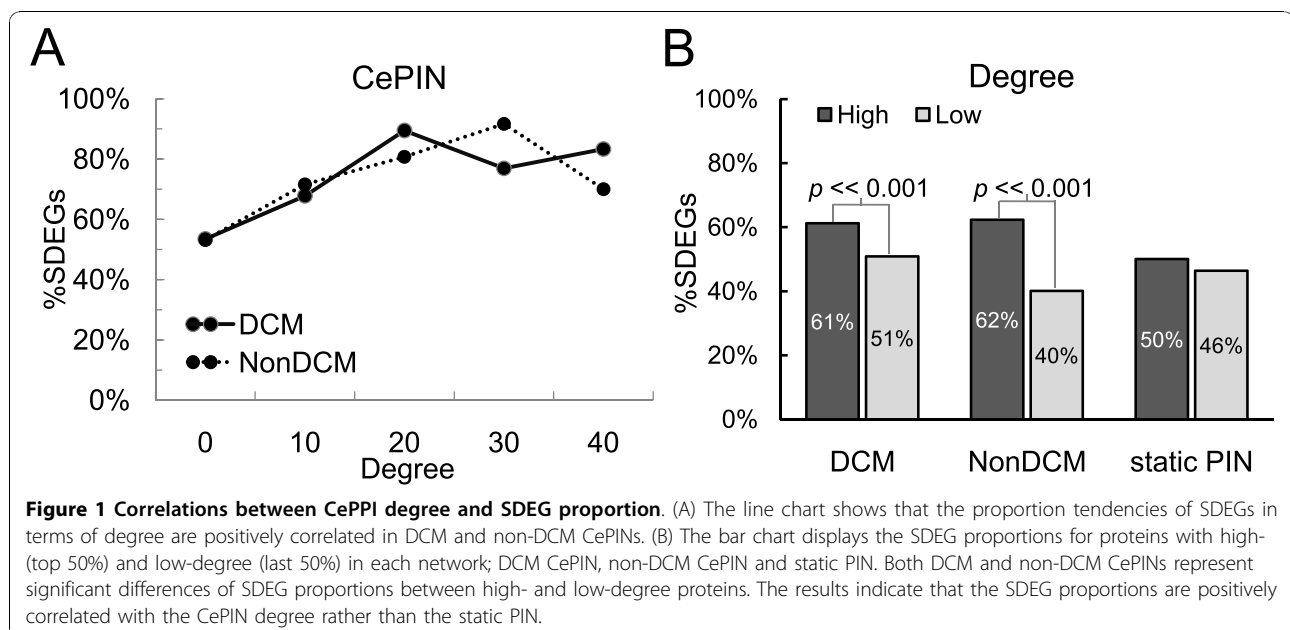 A
B
CePIN
100%
80%
60%
40%
20%
0%
%SDEGs
DCM
NonDCM
0 10 20 30 40
Degree
Degree
100%
80%
60%
40%
20%
0%
%SDEGs
High Low
p << 0.001 p << 0.001
61% 51% 62% 40% 50% 46%
DCM NonDCM static PIN
Figure 1 Correlations between CePPI degree and SDEG proportion. (A) The line chart shows that the proportion tendencies of SDEGs in
terms of degree are positively correlated in DCM and non-DCM CePINs. (B) The bar chart displays the SDEG proportions for proteins with high-
(top 50%) and low-degree (last 50%) in each network; DCM CePIN, non-DCM CePIN and static PIN. Both DCM and non-DCM CePINs represent
significant differences of SDEG proportions between high- and low-degree proteins. The results indicate that the SDEG proportions are positively
correlated with the CePIN degree rather than the static PIN.